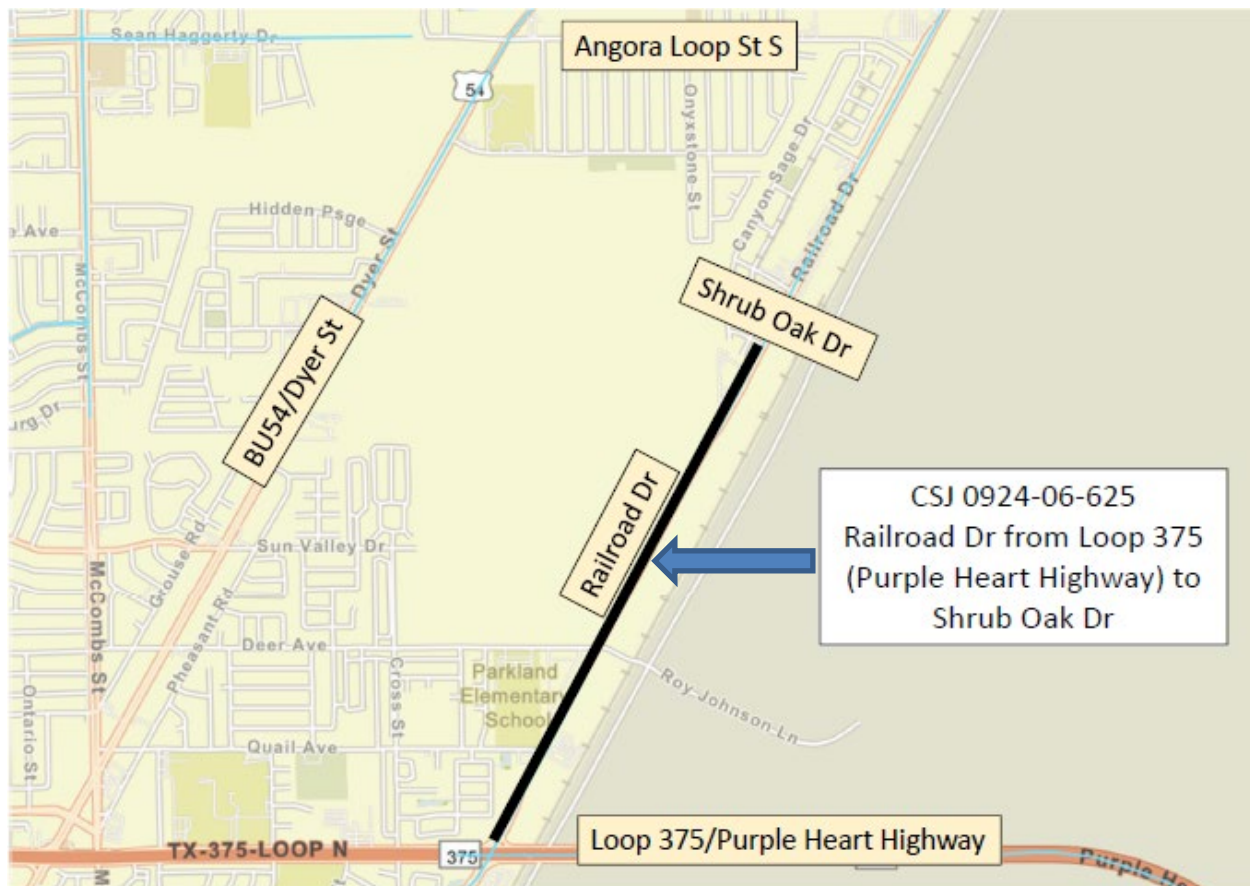 Sean Haggerty Dr
Angora Loop St S
54
Onyxstone St
Canyon Sage Dr
Railroad Dr
Hidden Psge
e Ave
Dyer St
McCombs St
Shrub Oak Dr
BU54/Dyer St
urg Dr
Railroad Dr
CSJ 0924-06-625
Railroad Dr from Loop 375
(Purple Heart Highway) to
Shrub Oak Dr
Grouse Rd
Sun Valley Dr
McCombs St
Pheasant Rd
Deer Ave
Cross St
Parkland
Elementary
School
Roy Johnson Ln
Ontario St
Quail Ave
TX-375-LOOP N
375
Loop 375/Purple Heart Highway
Purple He
M